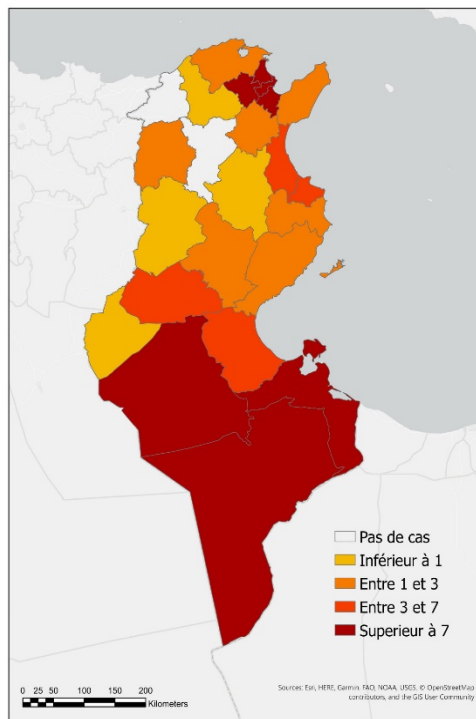 Pas de cas
Inférieur à 1
Entre 1 et 3
Entre 3 et 7
Superieur à 7
0 25 50 100 150 200
Kilometers
Sources: Esri, HERE, Garmin, FAO, NOAA, USGS, © OpenStreetMap
contributors, and the GIS User Community